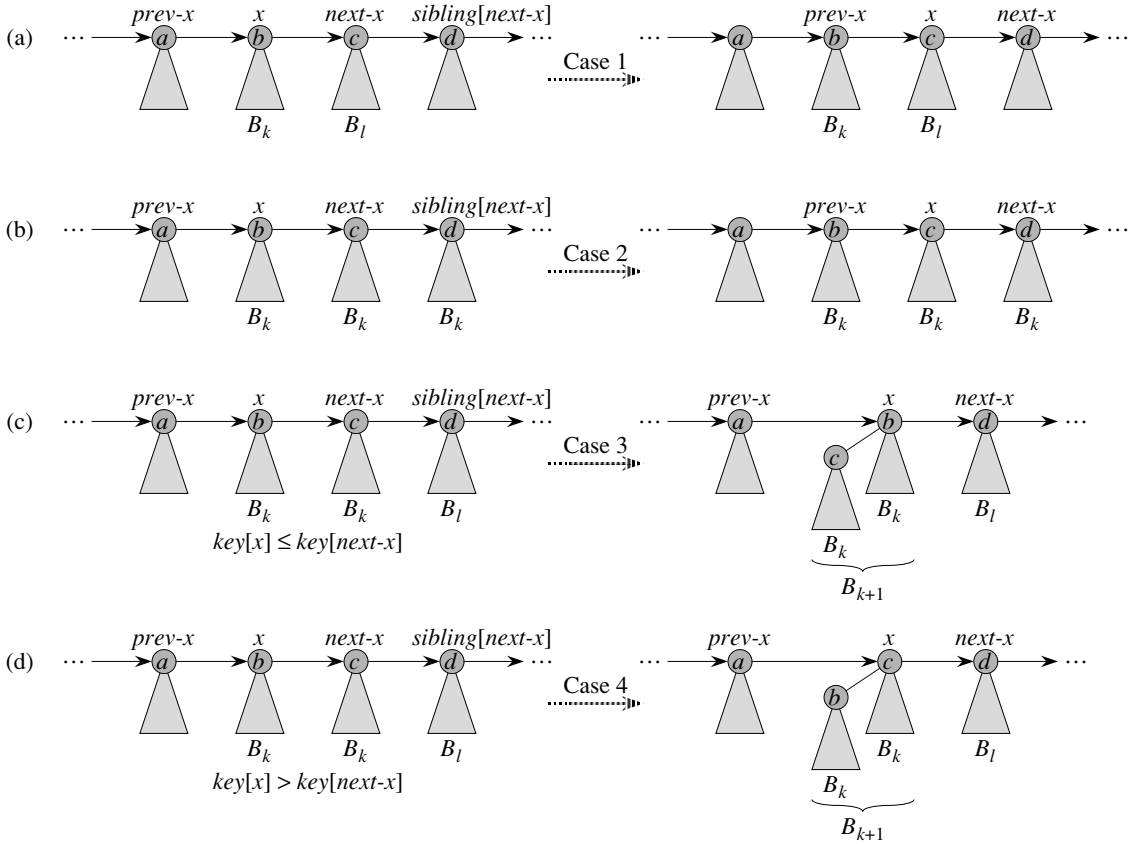 prev-x x next-x sibling[next-x] prev-x x next-x
(a) ⋯ a b c d ⋯ Case 1 ⋯ a b c d ⋯
B_k B_l B_k B_l
prev-x x next-x sibling[next-x] prev-x x next-x
(b) ⋯ a b c d ⋯ Case 2 ⋯ a b c d ⋯
B_k B_k B_k B_k B_k B_k
prev-x x next-x sibling[next-x] prev-x x next-x
(c) ⋯ a b c d ⋯ Case 3 ⋯ a b d ⋯
c
B_k B_k B_l B_k B_l
key[x] ≤ key[next-x]
B_k
B_{k+1}
prev-x x next-x sibling[next-x] prev-x x next-x
(d) ⋯ a b c d ⋯ Case 4 ⋯ a c d ⋯
b
B_k B_k B_l B_k B_l
key[x] > key[next-x]
B_k
B_{k+1}